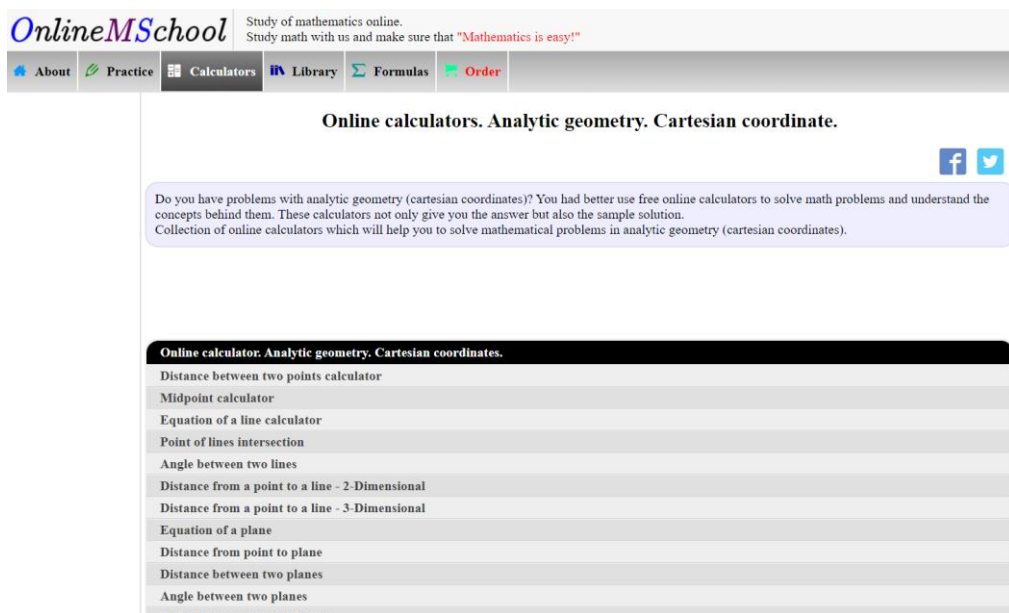 OnlineMSchool
Study of mathematics online.
Study math with us and make sure that "Mathematics is easy!"
About Practice Calculators Library Formulas Order
Online calculators. Analytic geometry. Cartesian coordinate.
Do you have problems with analytic geometry (cartesian coordinates)? You had better use free online calculators to solve math problems and understand the
concepts behind them. These calculators not only give you the answer but also the sample solution.
Collection of online calculators which will help you to solve mathematical problems in analytic geometry (cartesian coordinates).
Online calculator. Analytic geometry. Cartesian coordinates.
Distance between two points calculator
Midpoint calculator
Equation of a line calculator
Point of lines intersection
Angle between two lines
Distance from a point to a line - 2-Dimensional
Distance from a point to a line - 3-Dimensional
Equation of a plane
Distance from point to plane
Distance between two planes
Angle between two planes